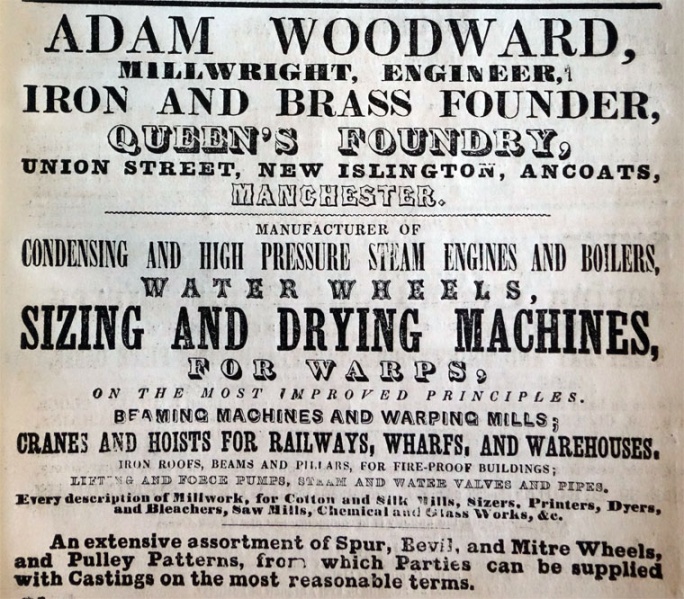 ADAM WOODWARD,
MILLWRIGHT, ENGINEER,
IRON AND BRASS FOUNDER,
QUEEN'S FOUNDRY,
UNION STREET, NEW ISLINGTON, ANCOATS,
MANCHESTER.
MANUFACTURER OF
CONDENSING AND HIGH PRESSURE STEAM ENGINES AND BOILERS,
WATER WHEELS,
SIZING AND DRYING MACHINES,
FOR WARPS,
ON THE MOST IMPROVED PRINCIPLES.
BEAMING MACHINES AND WARPING MILLS;
CRANES AND HOISTS FOR RAILWAYS, WHARFS, AND WAREHOUSES.
IRON ROOFS, BEAMS AND PILLARS, FOR FIRE-PROOF BUILDINGS;
LIFTING AND FORCE PUMPS, STEAM AND WATER VALVES AND PIPES.
Every description of Millwork, for Cotton and Silk Mills, Sizers, Printers, Dyers,
and Bleachers, Saw Mills, Chemical and Glass Works, &c.
An extensive assortment of Spur, Bevil, and Mitre Wheels,
and Pulley Patterns, from which Parties can be supplied
with Castings on the most reasonable terms.